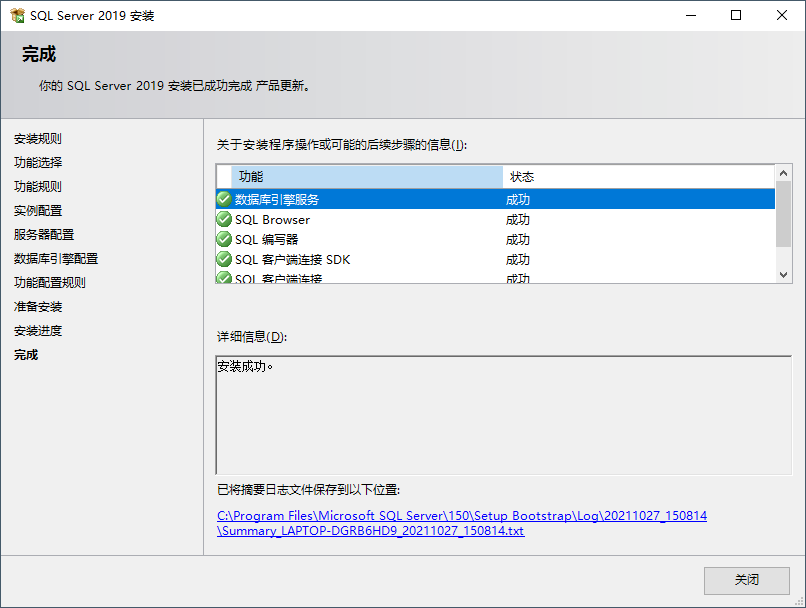 SQL Server 2019 安装
完成
你的 SQL Server 2019 安装已成功完成 产品更新。
安装规则
功能选择
功能规则
实例配置
服务器配置
数据库引擎配置
功能配置规则
准备安装
安装进度
完成
关于安装程序操作或可能的后续步骤的信息(I):
功能 状态
数据库引擎服务 成功
SQL Browser 成功
SQL 编写器 成功
SQL 客户端连接 SDK 成功
SQL 客户端连接 成功
详细信息(D):
安装成功。
已将摘要日志文件保存到以下位置:
C:\Program Files\Microsoft SQL Server\150\Setup Bootstrap\Log\20211027_150814
\Summary_LAPTOP-DGRB6HD9_20211027_150814.txt
关闭